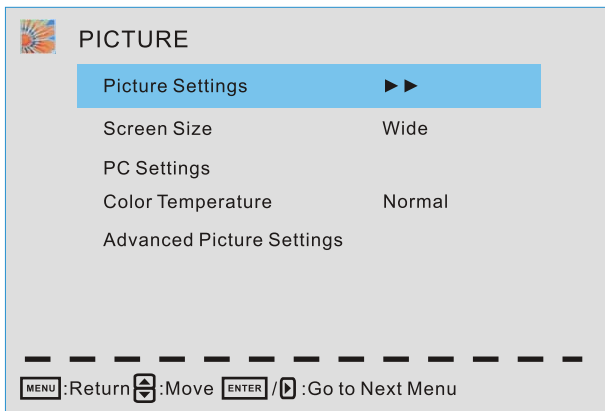 PICTURE
Picture Settings ►►
Screen Size Wide
PC Settings
Color Temperature Normal
Advanced Picture Settings
MENU:Return :Move ENTER / :Go to Next Menu